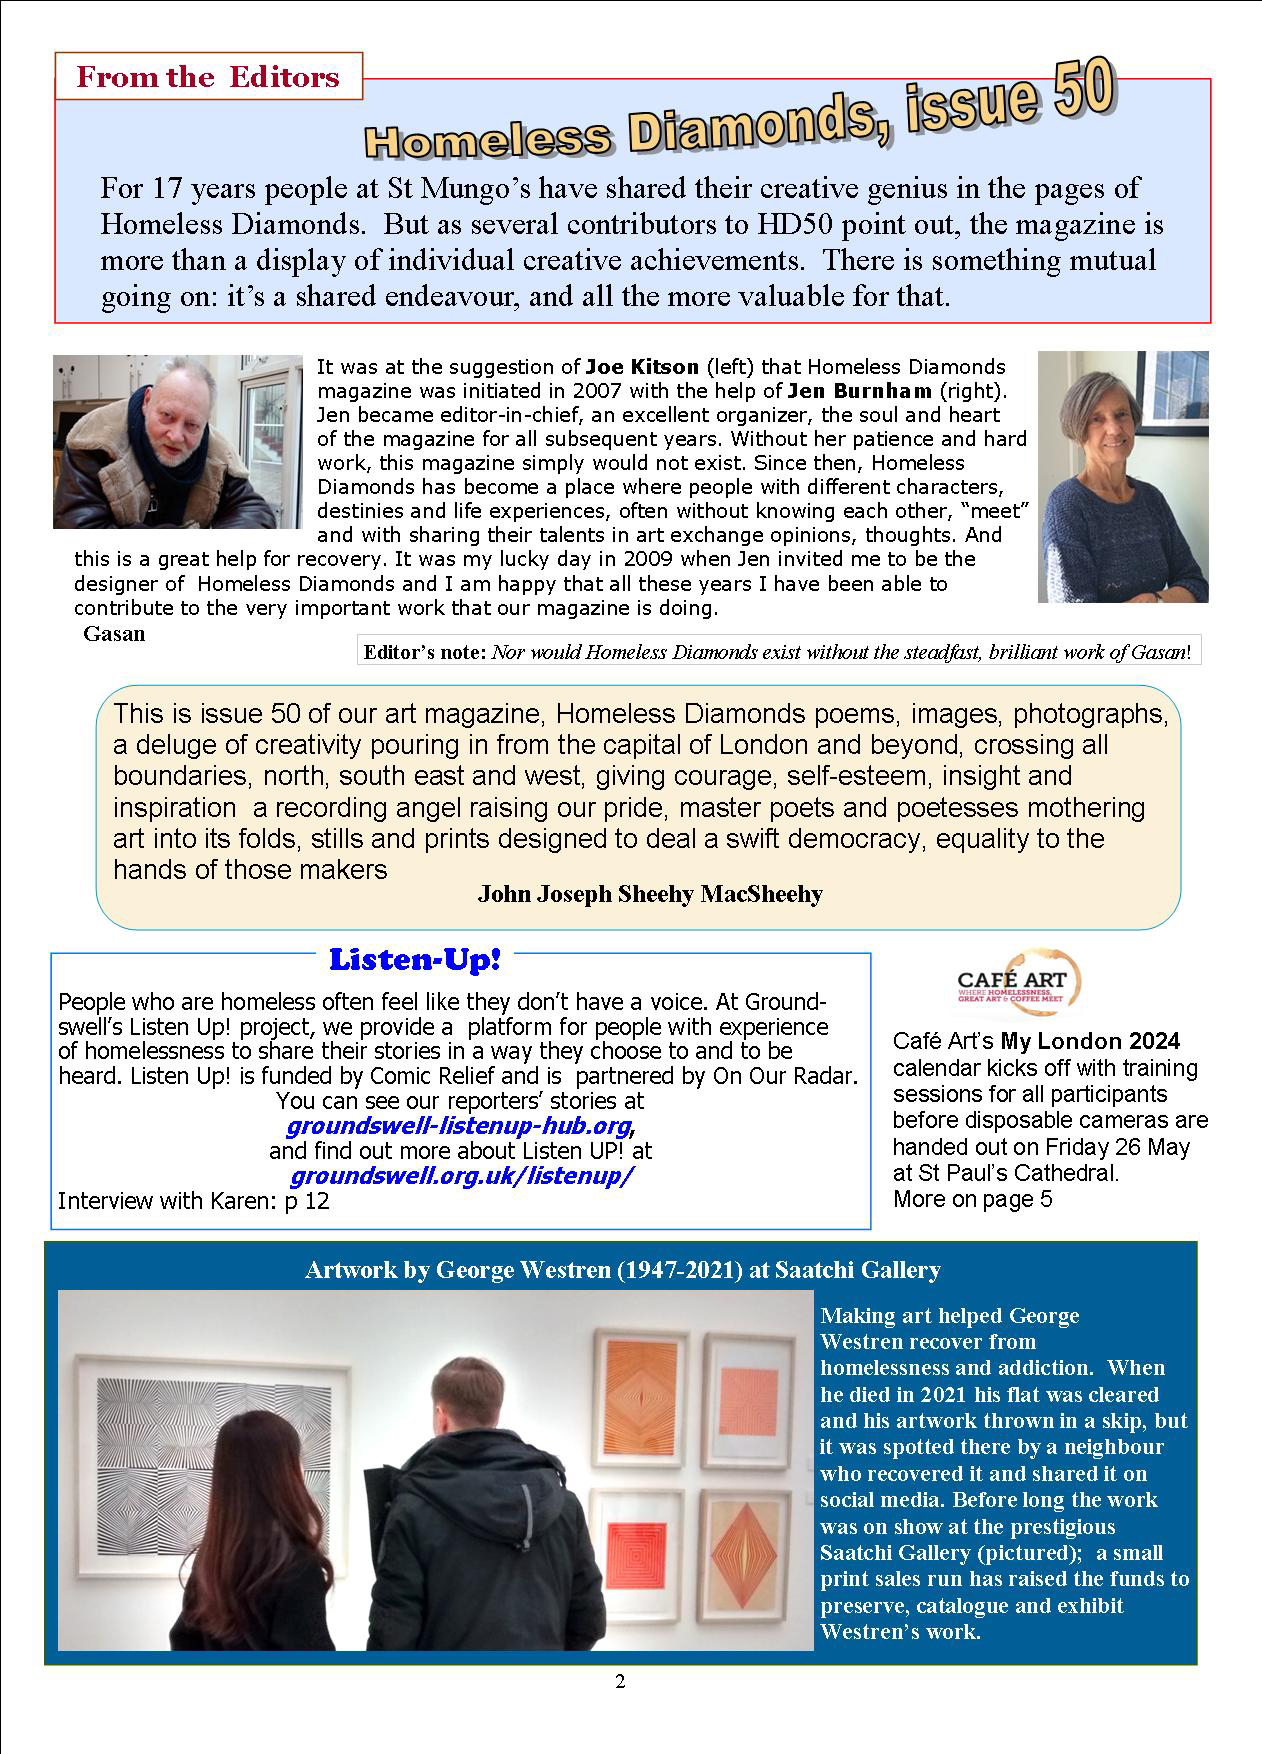 From the  Editors
Homeless Diamonds, issue 50
For 17 years people at St Mungo’s have shared their creative genius in the pages of
Homeless Diamonds.  But as several contributors to HD50 point out, the magazine is
more than a display of individual creative achievements.  There is something mutual
going on: it’s a shared endeavour, and all the more valuable for that.
It was at the suggestion of Joe Kitson (left) that Homeless Diamonds
magazine was initiated in 2007 with the help of Jen Burnham (right).
Jen became editor-in-chief, an excellent organizer, the soul and heart
of the magazine for all subsequent years. Without her patience and hard
work, this magazine simply would not exist. Since then, Homeless
Diamonds has become a place where people with different characters,
destinies and life experiences, often without knowing each other, “meet”
and with sharing their talents in art exchange opinions, thoughts. And
this is a great help for recovery. It was my lucky day in 2009 when Jen invited me to be the
designer of  Homeless Diamonds and I am happy that all these years I have been able to
contribute to the very important work that our magazine is doing.
Gasan
Editor’s note: Nor would Homeless Diamonds exist without the steadfast, brilliant work of Gasan!
This is issue 50 of our art magazine, Homeless Diamonds poems, images, photographs,
a deluge of creativity pouring in from the capital of London and beyond, crossing all
boundaries, north, south east and west, giving courage, self-esteem, insight and
inspiration  a recording angel raising our pride, master poets and poetesses mothering
art into its folds, stills and prints designed to deal a swift democracy, equality to the
hands of those makers
John Joseph Sheehy MacSheehy
Listen-Up!
People who are homeless often feel like they don’t have a voice. At Ground-
swell’s Listen Up! project, we provide a  platform for people with experience
of homelessness to share their stories in a way they choose to and to be
heard. Listen Up! is funded by Comic Relief and is  partnered by On Our Radar.
You can see our reporters’ stories at
groundswell-listenup-hub.org,
and find out more about Listen UP! at
groundswell.org.uk/listenup/
Interview with Karen: p 12
CAFÉ ART
WHERE HOMELESSNESS,
GREAT ART & COFFEE MEET
Café Art’s My London 2024
calendar kicks off with training
sessions for all participants
before disposable cameras are
handed out on Friday 26 May
at St Paul’s Cathedral.
More on page 5
Artwork by George Westren (1947-2021) at Saatchi Gallery
Making art helped George
Westren recover from
homelessness and addiction.  When
he died in 2021 his flat was cleared
and his artwork thrown in a skip, but
it was spotted there by a neighbour
who recovered it and shared it on
social media. Before long the work
was on show at the prestigious
Saatchi Gallery (pictured);  a small
print sales run has raised the funds to
preserve, catalogue and exhibit
Westren’s work.
2